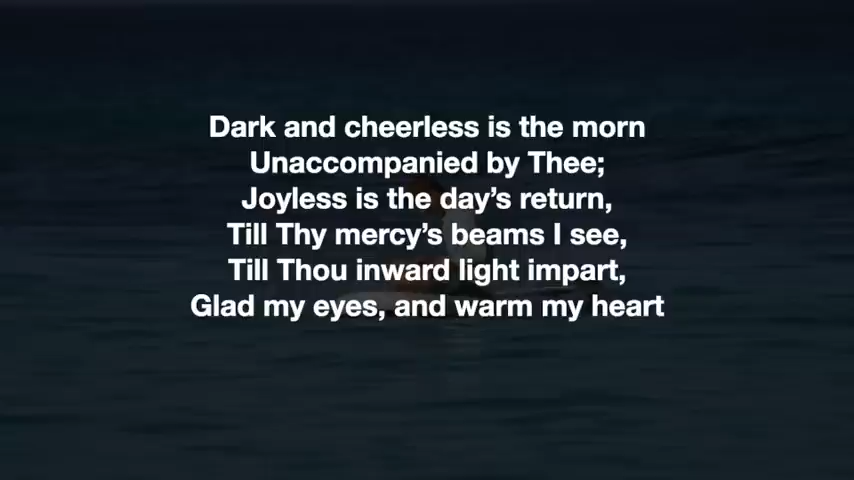 Dark and cheerless is the morn
Unaccompanied by Thee;
Joyless is the day’s return,
Till Thy mercy’s beams I see,
Till Thou inward light impart,
Glad my eyes, and warm my heart